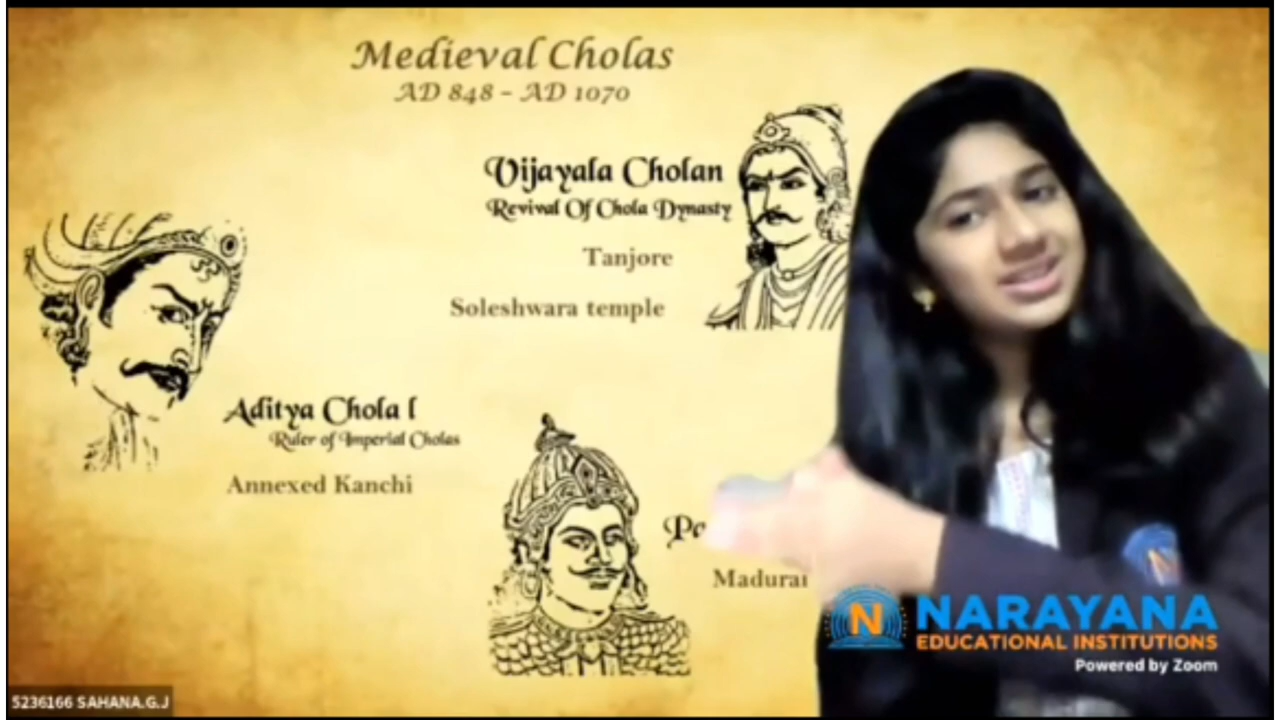 Medieval Cholas
AD 848 - AD 1070
Vijayala Cholan
Revival Of Chola Dynasty
Tanjore
Soleshwara temple
Aditya Chola l
Ruler of Imperial Cholas
Annexed Kanchi
Madurai
N NARAYANA
EDUCATIONAL INSTITUTIONS
Powered by Zoom
5236166 SAHANA.G.J